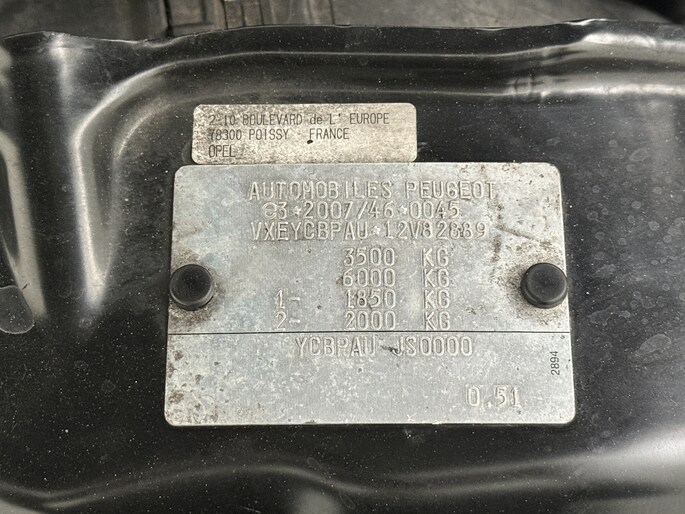 2-10 BOULEVARD de L' EUROPE
78300 POISSY - FRANCE
OPEL
AUTOMOBILES PEUGEOT
e3*2007/46*0045
VXEYCBPAU*12V82889
3500 KG
6000 KG
1- 1850 KG
2- 2000 KG
YCBPAU JS0000
2894
0.51